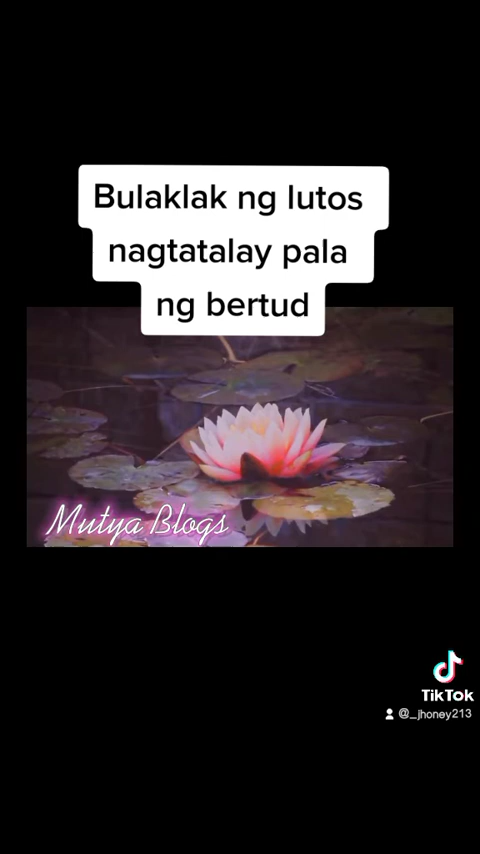 Bulaklak ng lutos
nagtatalay pala
ng bertud
Mutya Blogs
TikTok
@_jhoney213